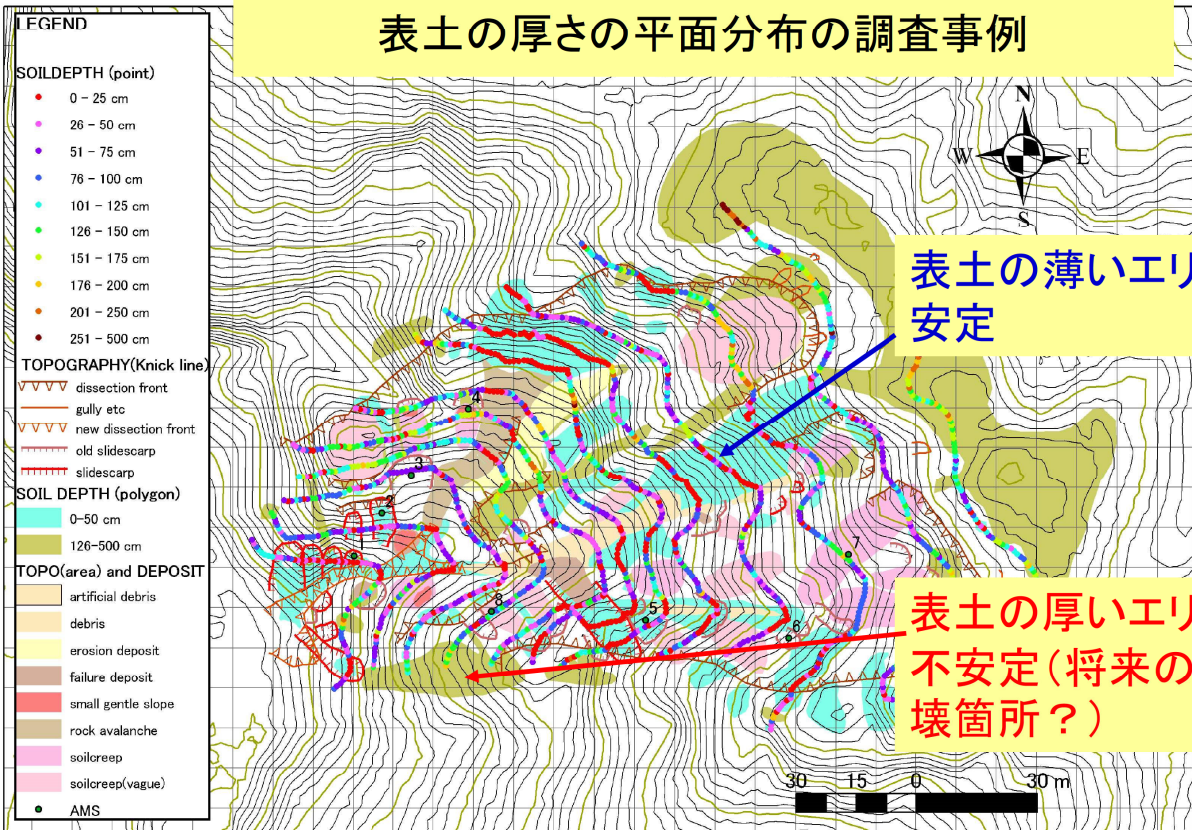 表土の厚さの平面分布の調査事例
LEGEND
SOILDEPTH (point)
0 - 25 cm
26 - 50 cm
51 - 75 cm
76 - 100 cm
101 - 125 cm
126 - 150 cm
151 - 175 cm
176 - 200 cm
201 - 250 cm
251 - 500 cm
TOPOGRAPHY(Knick line)
dissection front
gully etc
new dissection front
old slidescarp
slidescarp
SOIL DEPTH (polygon)
0-50 cm
126-500 cm
TOPO(area) and DEPOSIT
artificial debris
debris
erosion deposit
failure deposit
small gentle slope
rock avalanche
soilcreep
soilcreep(vague)
AMS
N
W E
S
表土の薄いエリ
安定
4
3
2
1
7
8
5
6
表土の厚いエリ
不安定(将来の
壊箇所？)
30 15 0 30 m